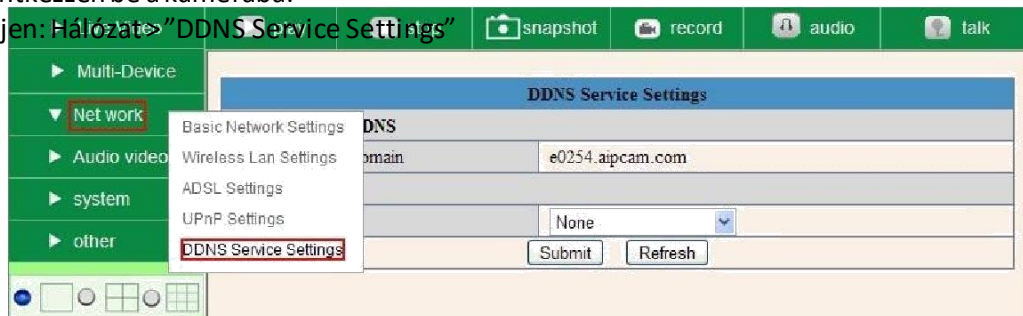 jelentkezzen be a kamerába.
jen: Hálózat> "DDNS Service Settings"
snapshot record audio talk
Multi-Device
Net work
Audio video
system
other
Basic Network Settings
Wireless Lan Settings
ADSL Settings
UPnP Settings
DDNS Service Settings
DDNS Service Settings
DNS
omain e0254.aipcam.com
None
Submit Refresh